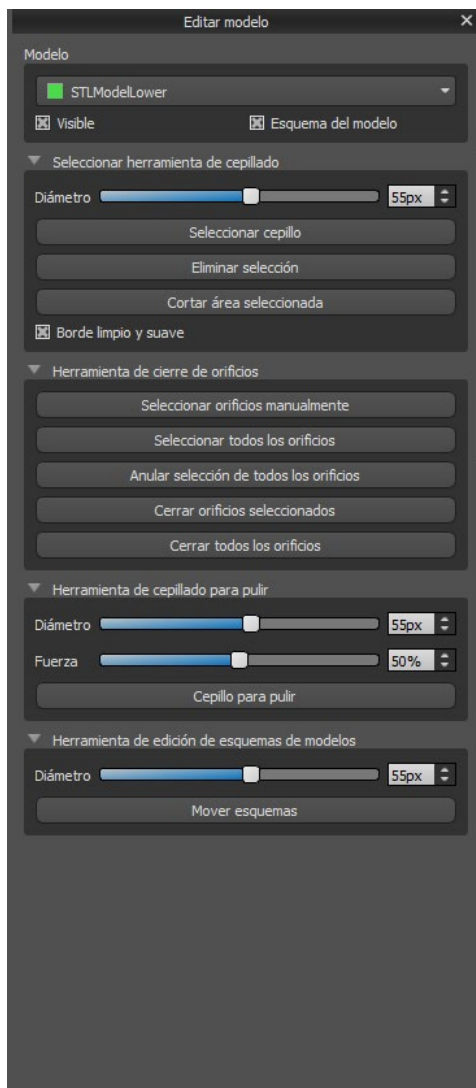 Editar modelo
Modelo
STLModelLower
Visible
Esquema del modelo
Seleccionar herramienta de cepillado
Diámetro 55px
Seleccionar cepillo
Eliminar selección
Cortar área seleccionada
Borde limpio y suave
Herramienta de cierre de orificios
Seleccionar orificios manualmente
Seleccionar todos los orificios
Anular selección de todos los orificios
Cerrar orificios seleccionados
Cerrar todos los orificios
Herramienta de cepillado para pulir
Diámetro 55px
Fuerza 50%
Cepillo para pulir
Herramienta de edición de esquemas de modelos
Diámetro 55px
Mover esquemas